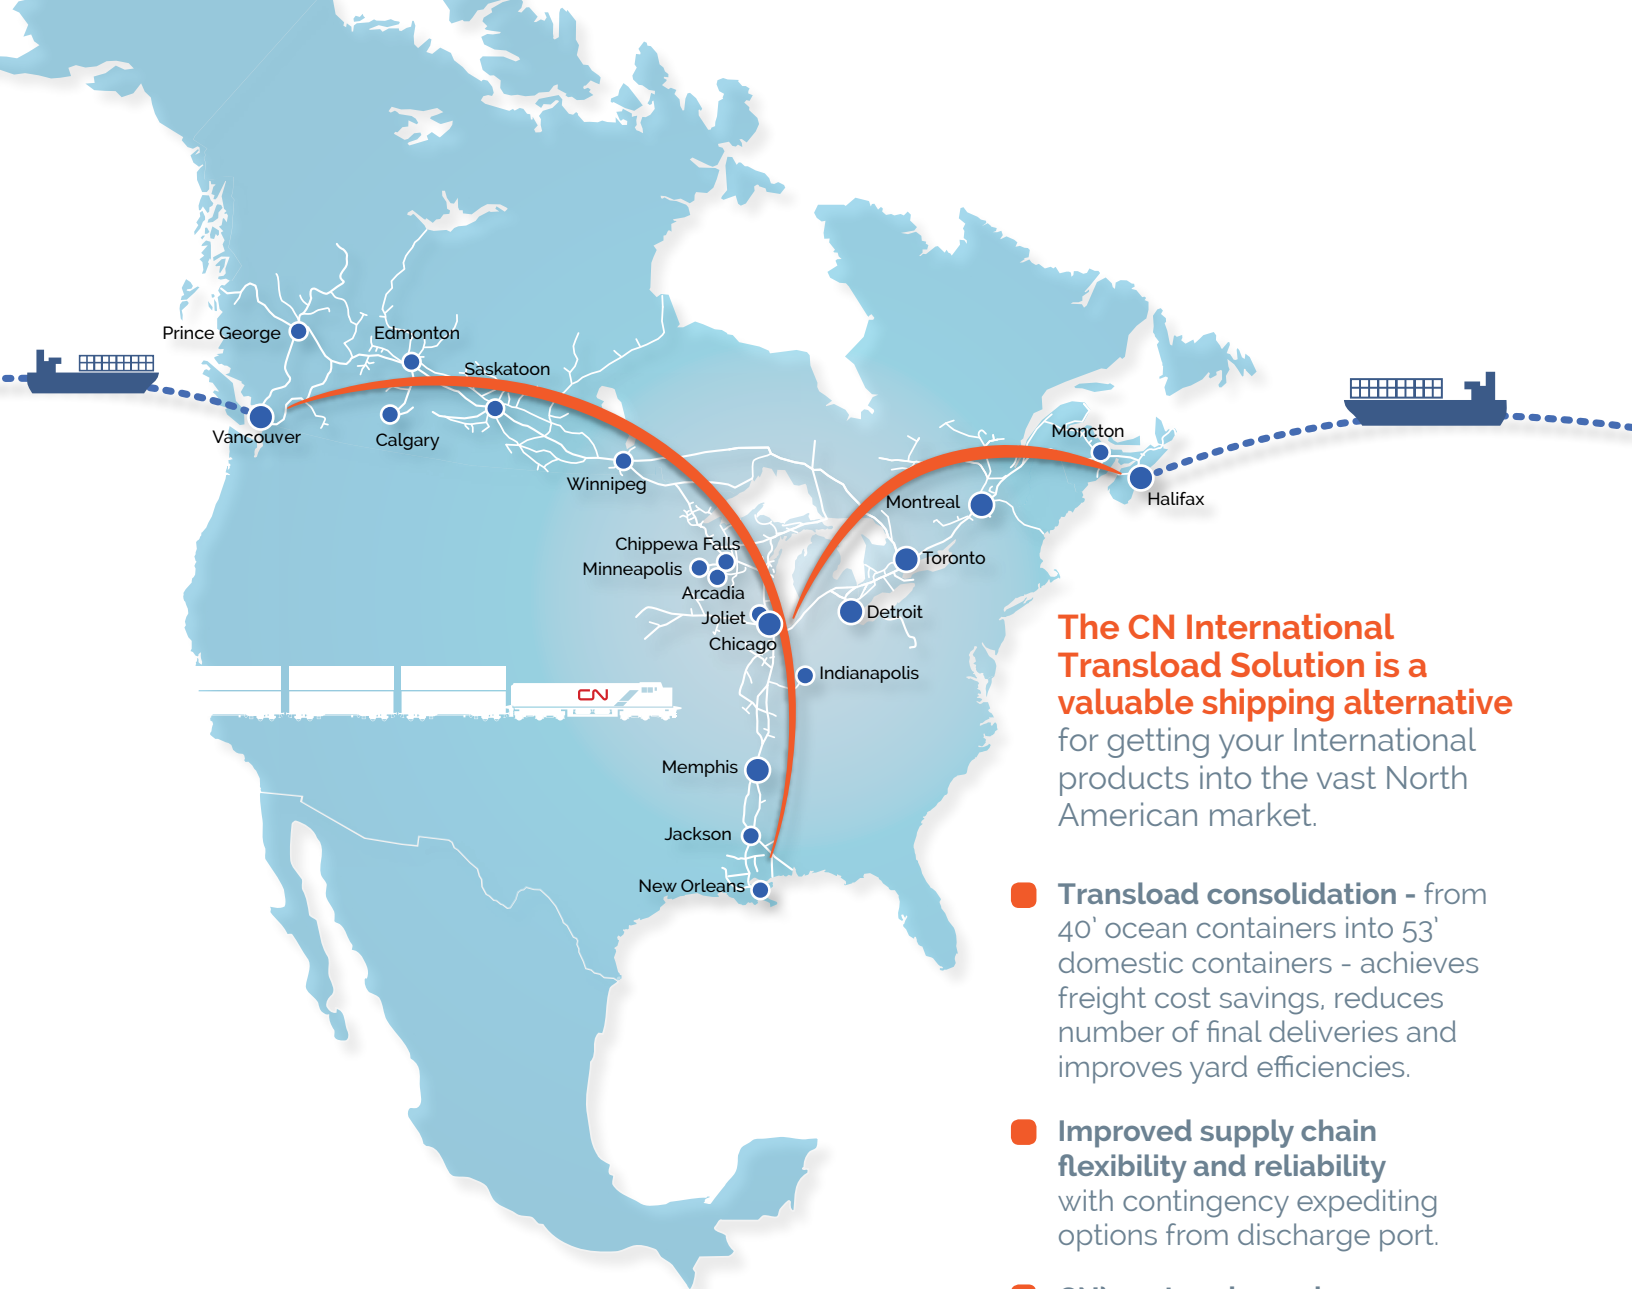 Prince George
Edmonton
Saskatoon
Vancouver
Calgary
Winnipeg
Moncton
Halifax
Montreal
Toronto
Chippewa Falls
Minneapolis
Arcadia
Joliet
Chicago
Detroit
Indianapolis
CN
Memphis
Jackson
New Orleans
The CN International
Transload Solution is a
valuable shipping alternative
for getting your International
products into the vast North
American market.
Transload consolidation - from
40' ocean containers into 53'
domestic containers - achieves
freight cost savings, reduces
number of final deliveries and
improves yard efficiencies.
Improved supply chain
flexibility and reliability
with contingency expediting
options from discharge port.